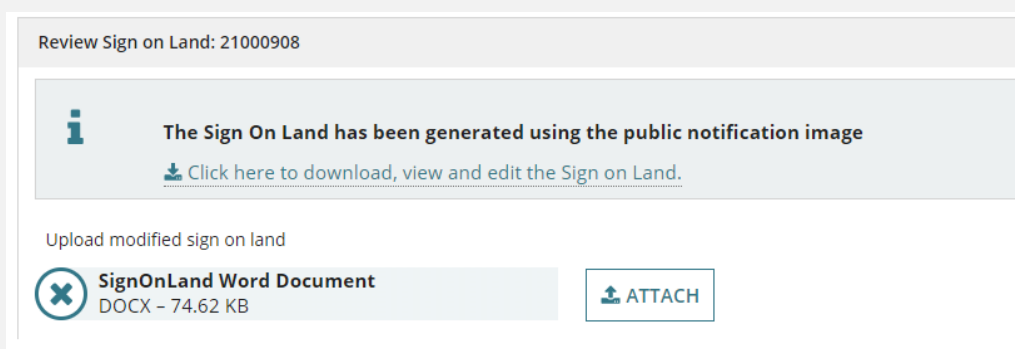 Review Sign on Land: 21000908
The Sign On Land has been generated using the public notification image
Click here to download, view and edit the Sign on Land.
Upload modified sign on land
SignOnLand Word Document
DOCX – 74.62 KB
ATTACH